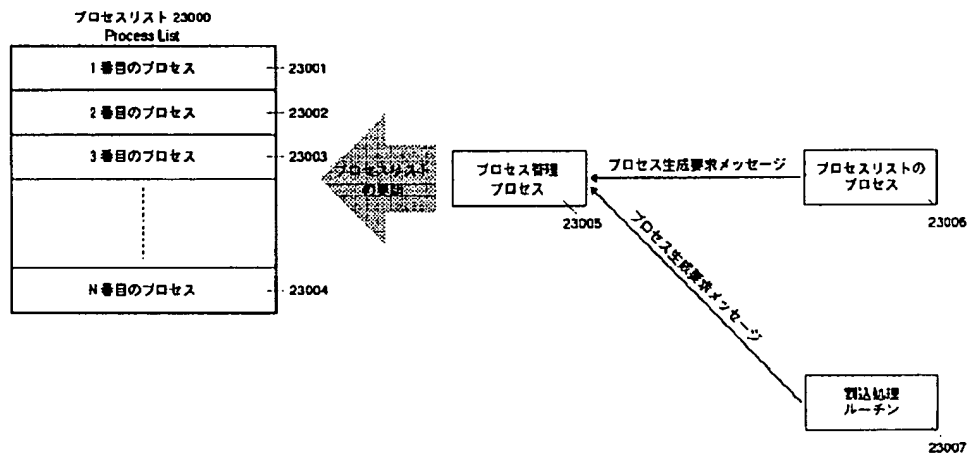 プロセスリスト 23000
Process List
1 番目のプロセス
23001
2 番目のプロセス
23002
3 番目のプロセス
23003
N 番目のプロセス
23004
プロセスリスト
プロセス管理
プロセス
23005
プロセス生成要求メッセージ
プロセスリストの
プロセス
23006
プロセス生成要求メッセージ
割込処理
ルーチン
23007